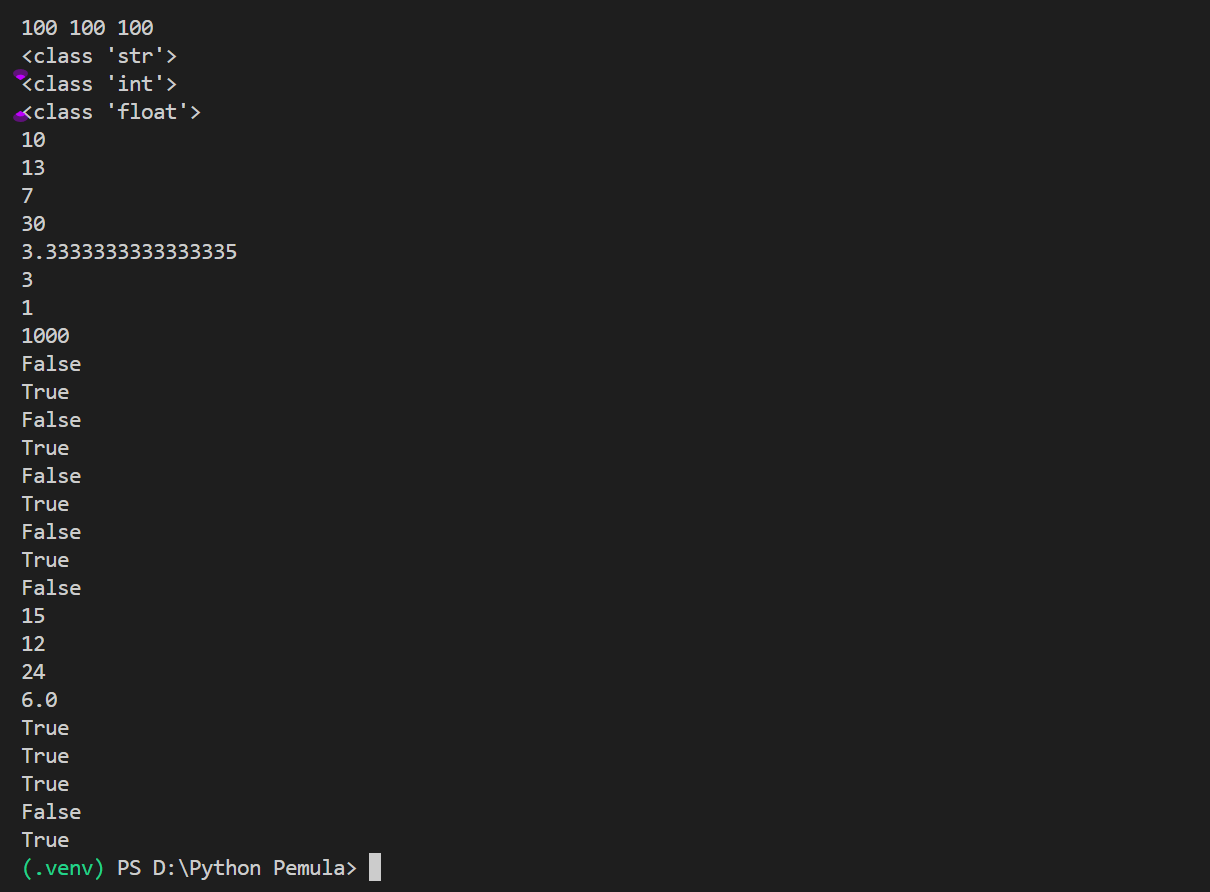 100 100 100
<class 'str'>
<class 'int'>
<class 'float'>
10
13
7
30
3.3333333333333335
3
1
1000
False
True
False
True
False
True
False
True
False
15
12
24
6.0
True
True
True
False
True
(.venv) PS D:\Python Pemula>